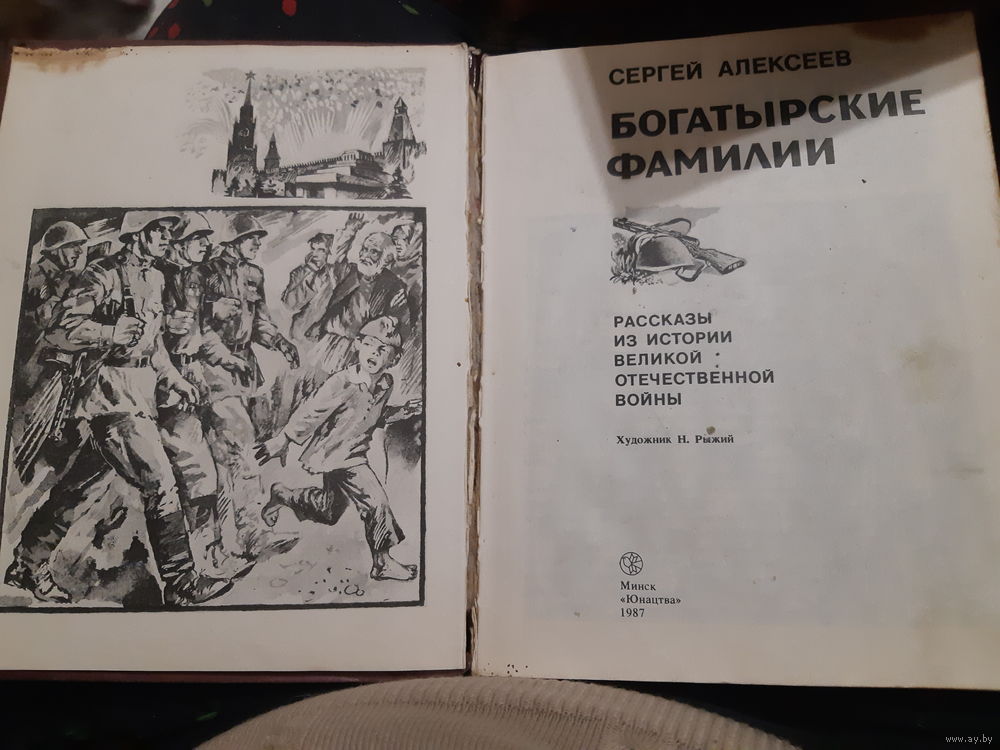 СЕРГЕЙ АЛЕКСЕЕВ
БОГАТЫРСКИЕ
ФАМИЛИИ
РАССКАЗЫ
ИЗ ИСТОРИИ
ВЕЛИКОЙ
ОТЕЧЕСТВЕННОЙ
ВОЙНЫ
Художник Н. Рыжий
Минск
«Юнацтва»
1987
www.ay.by